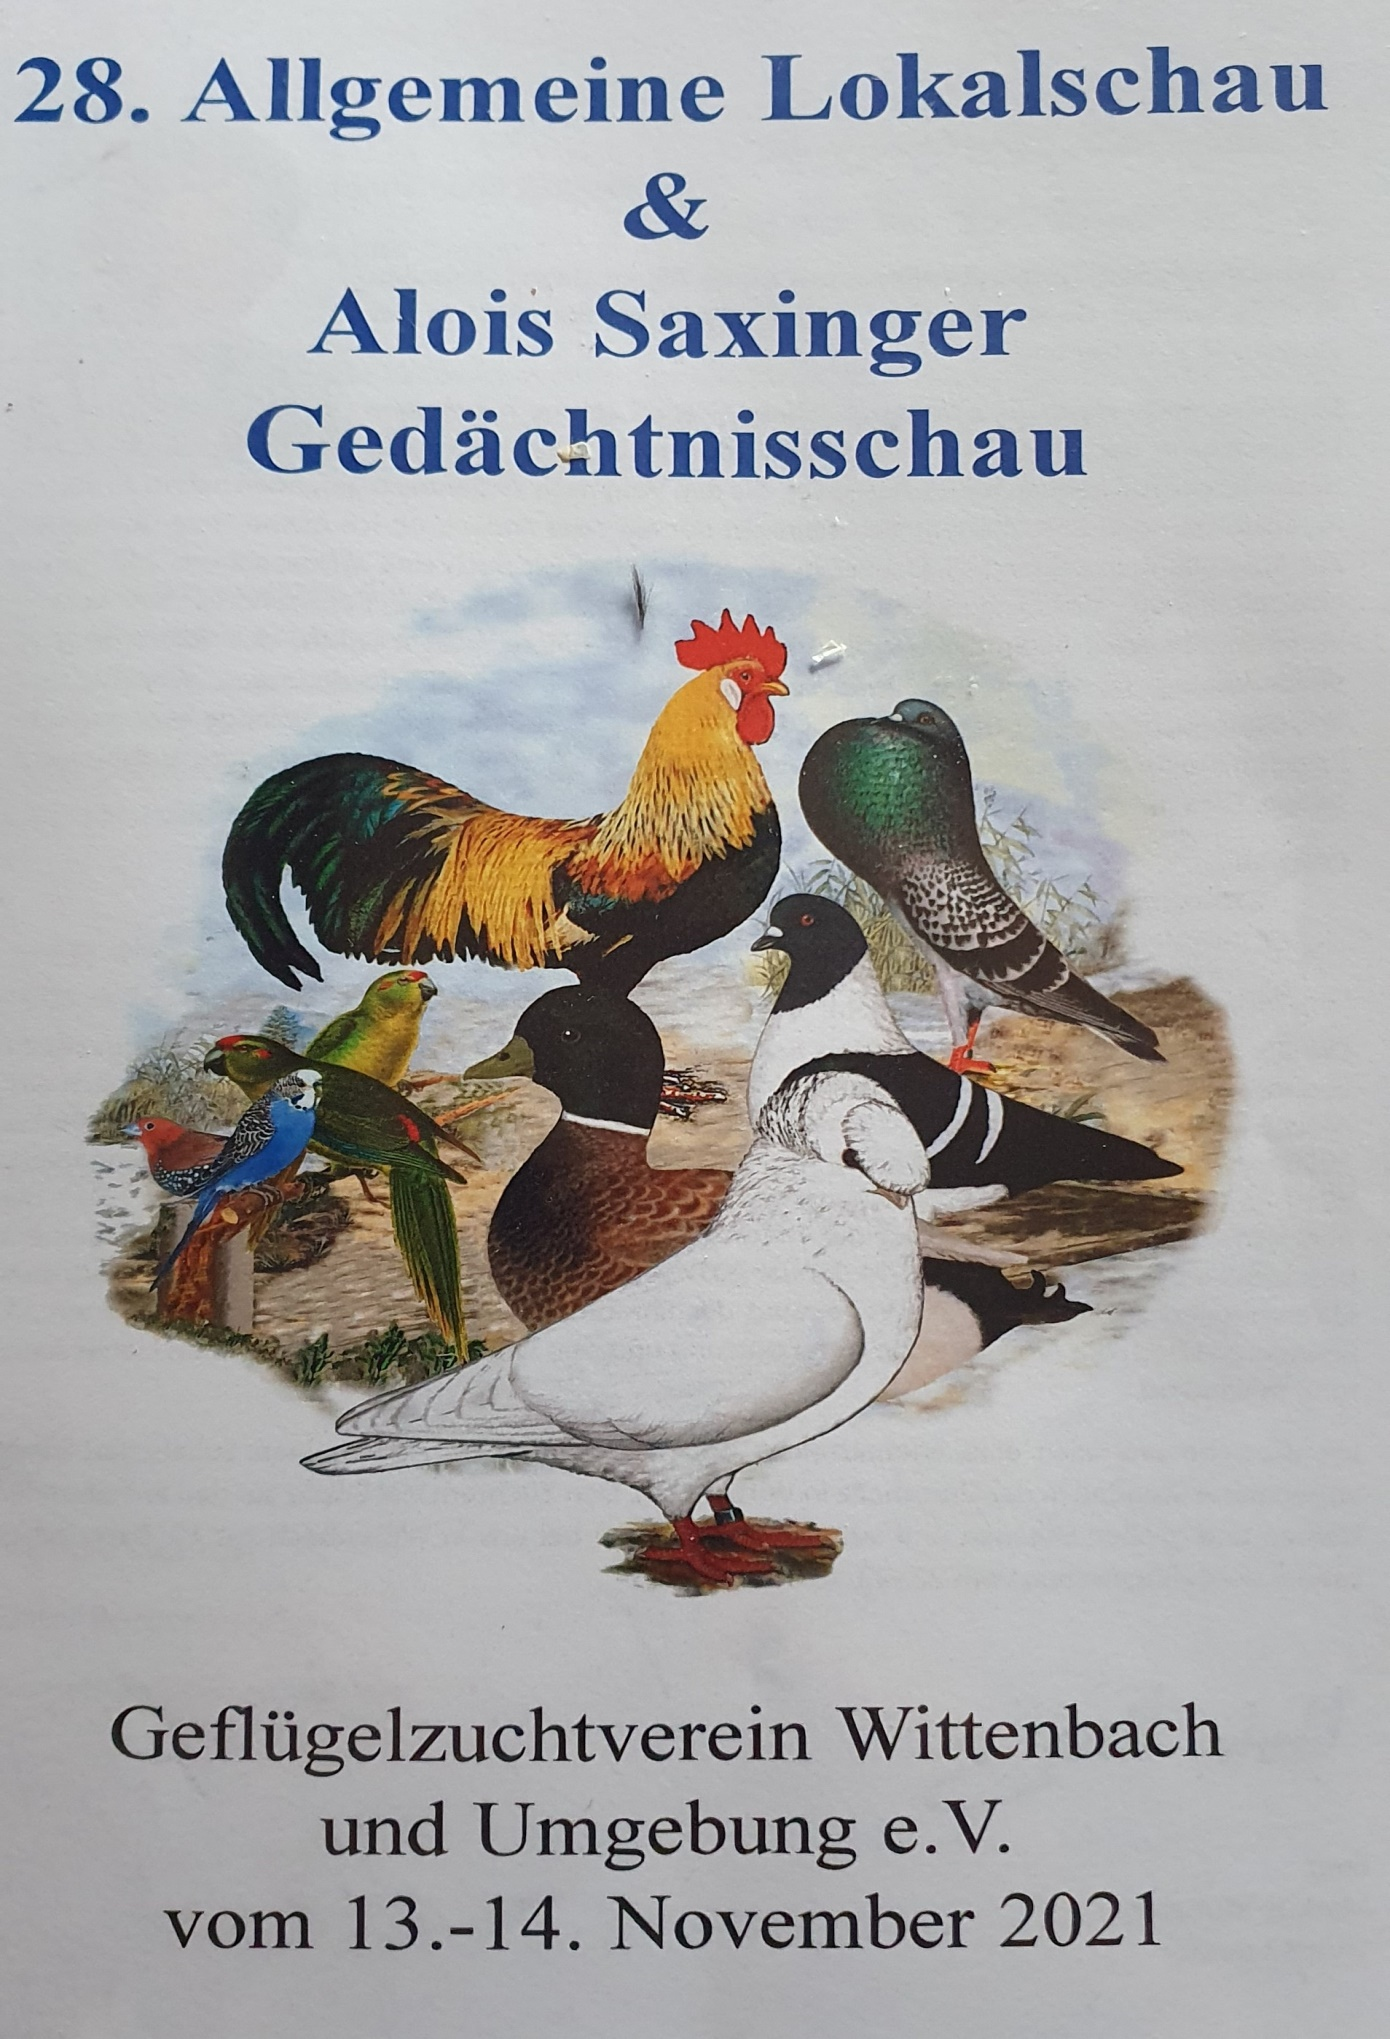 28. Allgemeine Lokalschau
&
Alois Saxinger
Gedächtnisschau
Geflügelzuchtverein Wittenbach
und Umgebung e.V.
vom 13.-14. November 2021